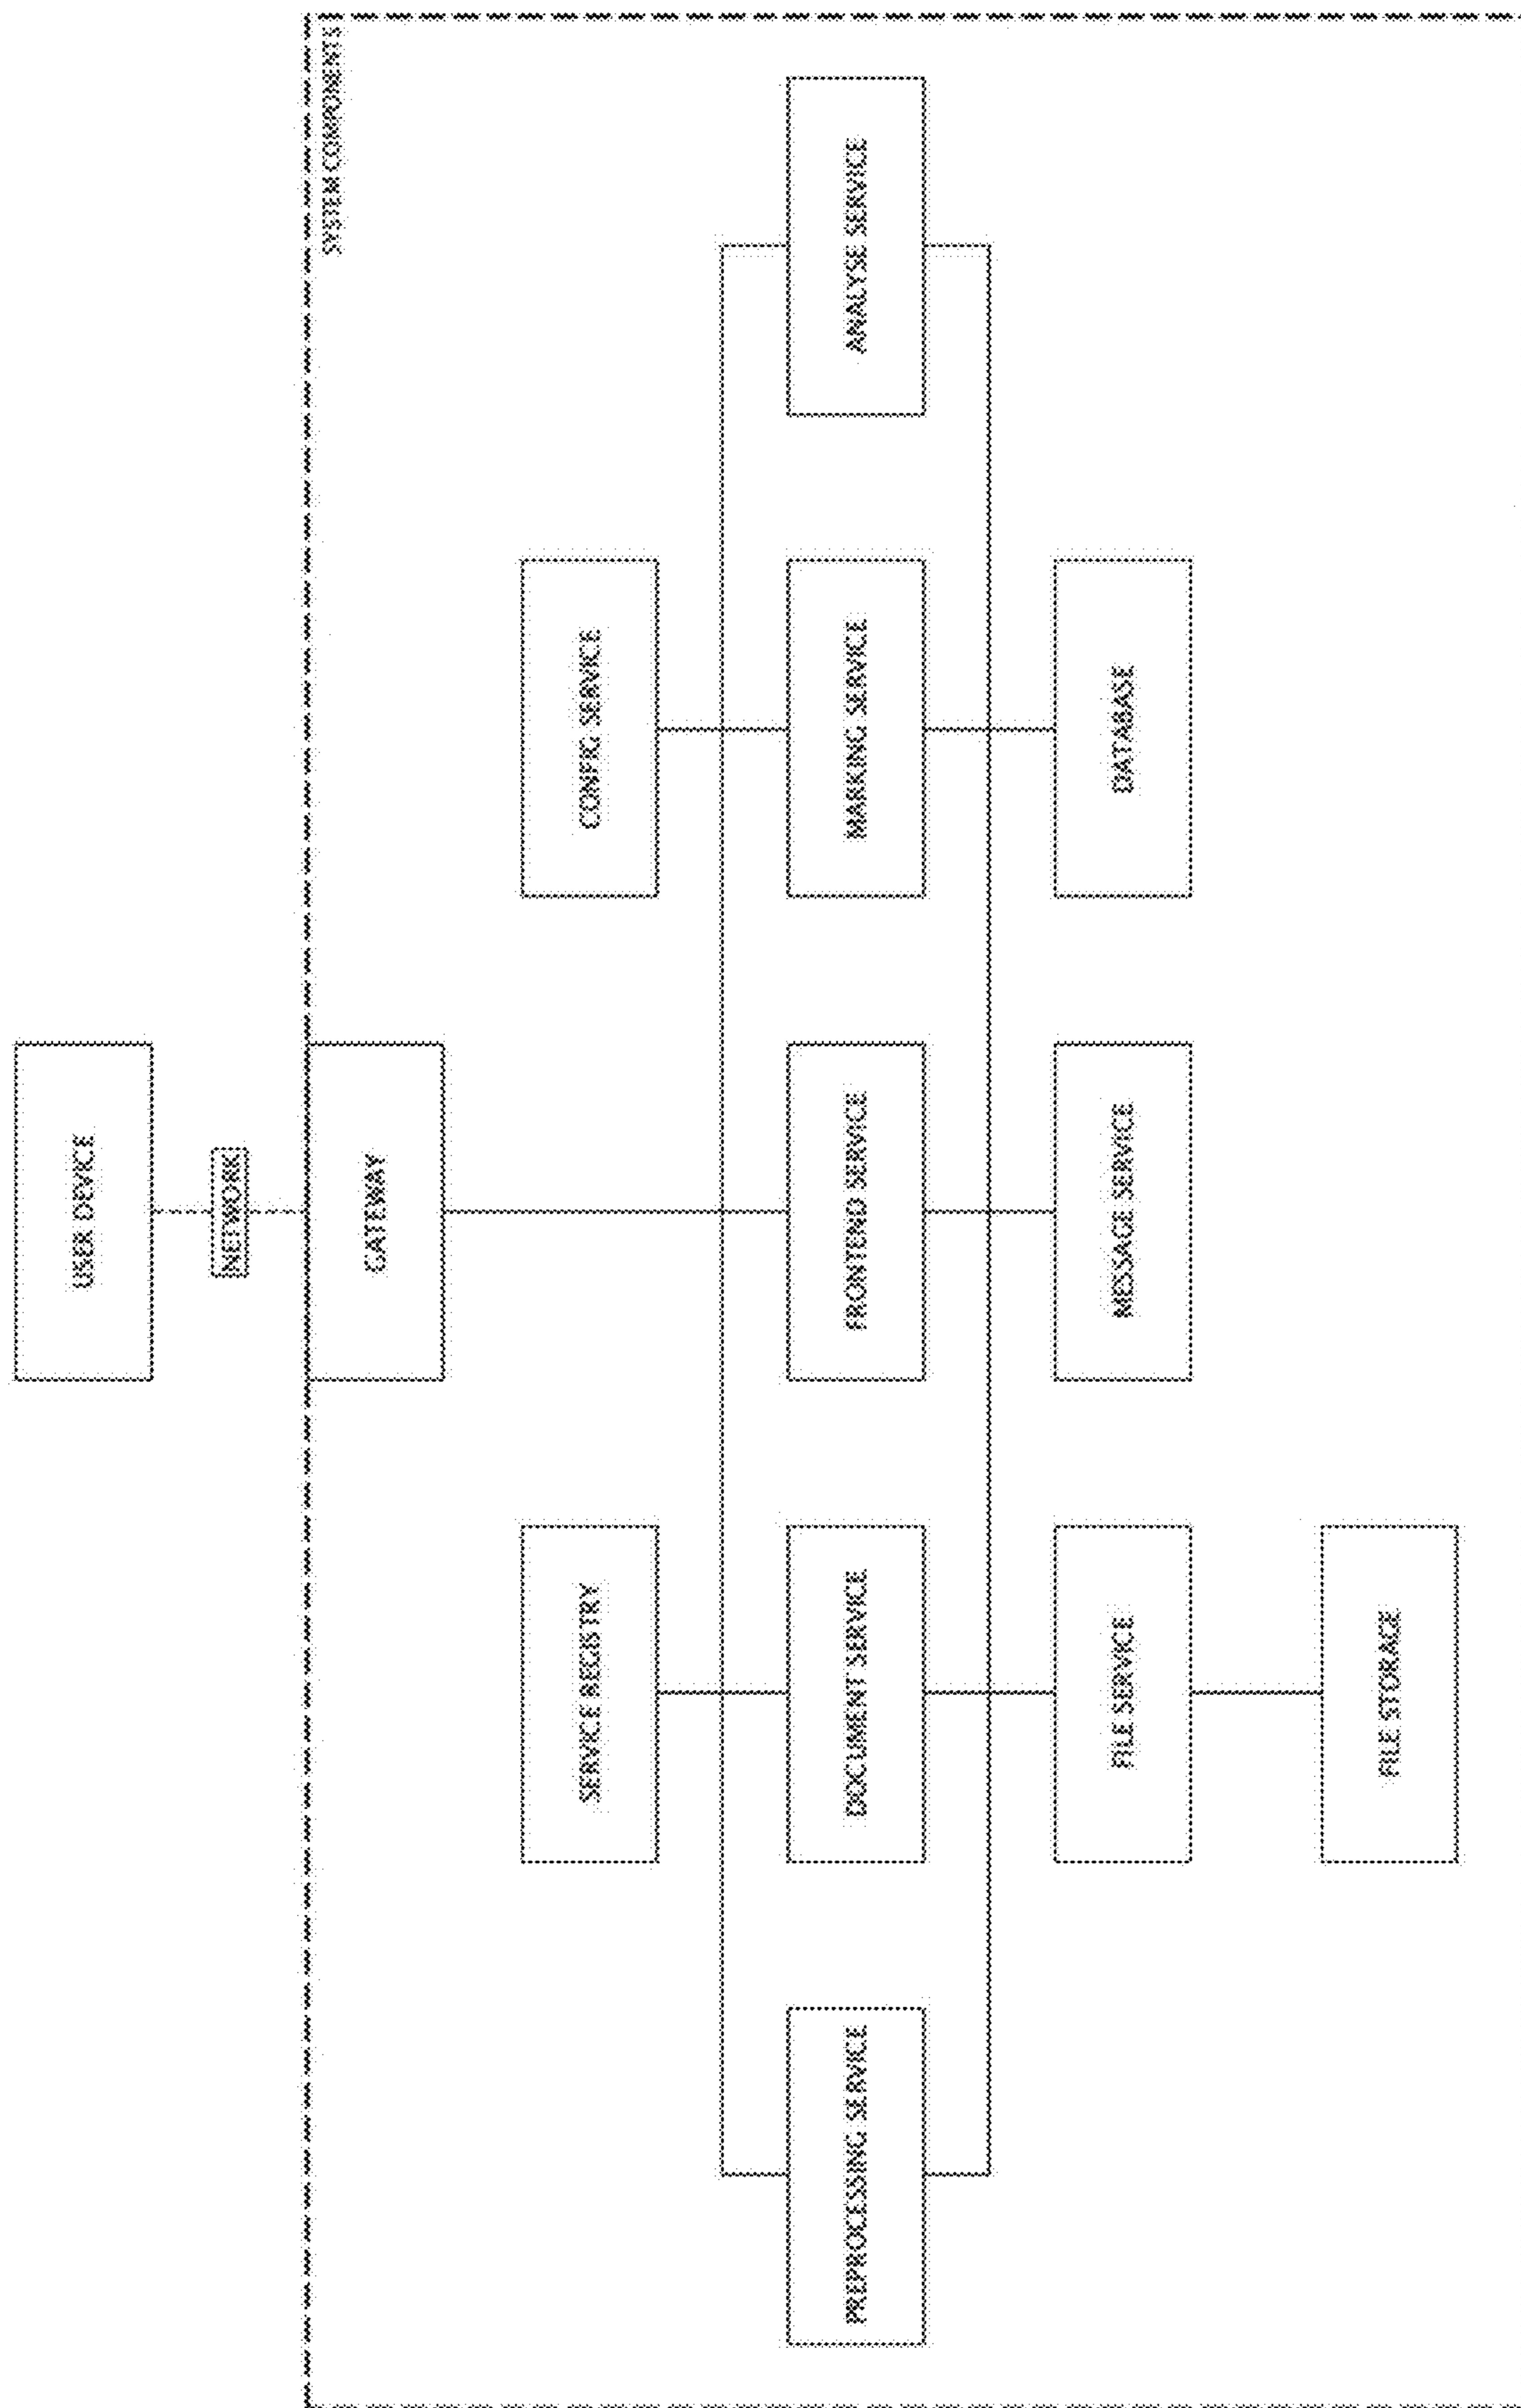 USER DEVICE
NETWORK
SYSTEM COMPONENTS
GATEWAY
SERVICE REGISTRY
CONFIG SERVICE
PREPROCESSING SERVICE
DOCUMENT SERVICE
FRONTEND SERVICE
MARKING SERVICE
ANALYSE SERVICE
FILE SERVICE
MESSAGE SERVICE
DATABASE
FILE STORAGE